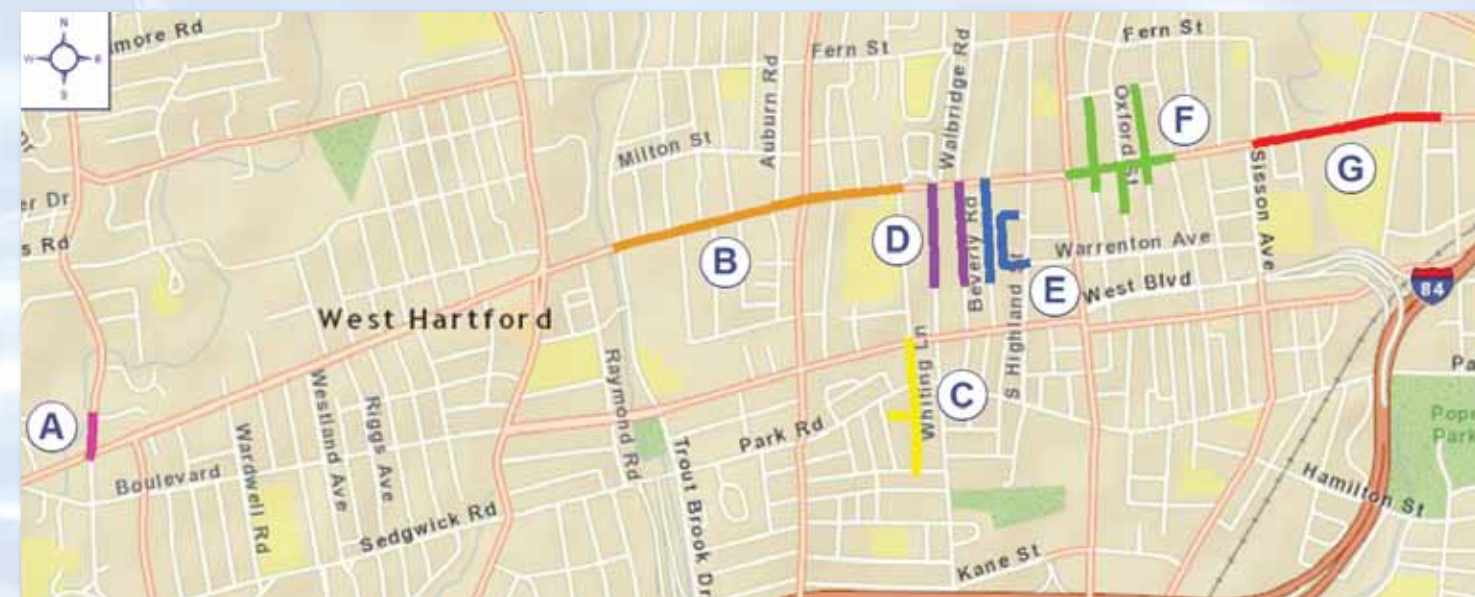 N
W
E
S
more Rd
Fern St
Fern St
Auburn Rd
Walbridge Rd
Oxford St
F
Milton St
Sisson Ave
G
Dr
er Dr
s Rd
D
Beverly Rd
Warrenton Ave
B
E
West Blvd
84
West Hartford
S Highland St
Whiting Ln
C
Raymond Rd
Westland Ave
Riggs Ave
A
Park Rd
Pa
Wardwell Rd
Boulevard
Trout Brook Dr
Sedgwick Rd
Hamilton St
Pope
Park
Kane St